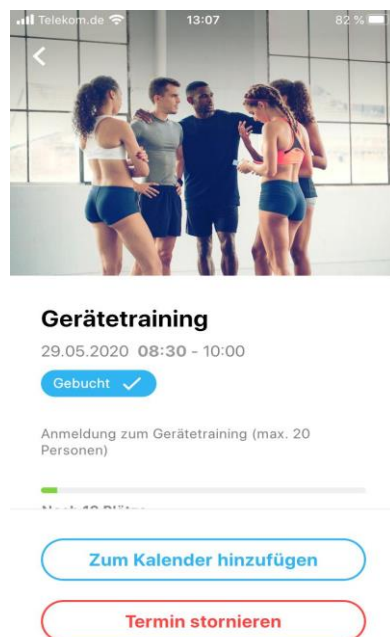 Telekom.de 13:07 82 %
Gerätetraining
29.05.2020 08:30 - 10:00
Gebucht
Anmeldung zum Gerätetraining (max. 20
Personen)
Zum Kalender hinzufügen
Termin stornieren